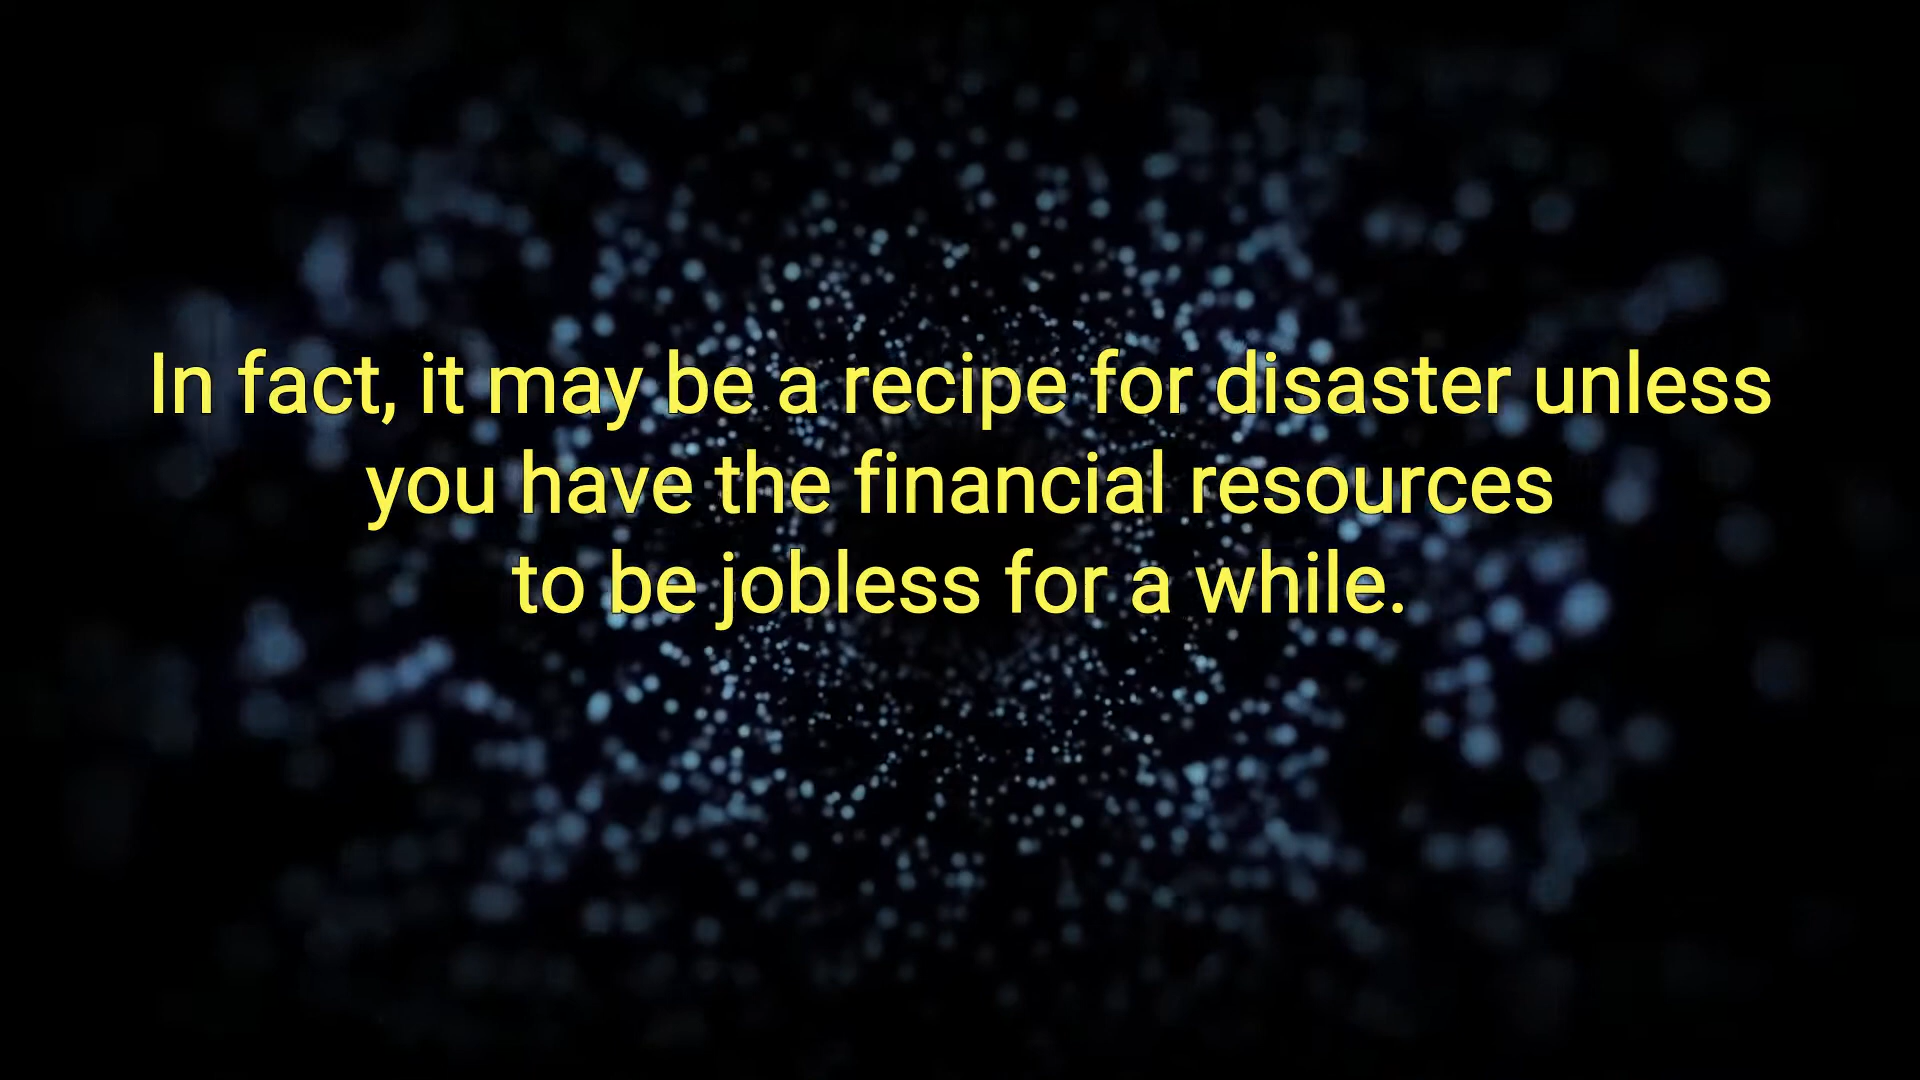 In fact, it may be a recipe for disaster unless
you have the financial resources
to be jobless for a while.